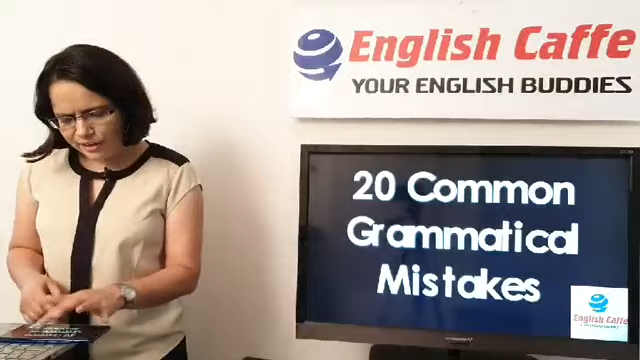 English Caffe
YOUR ENGLISH BUDDIES
20 Common
Grammatical
Mistakes
English Caffe